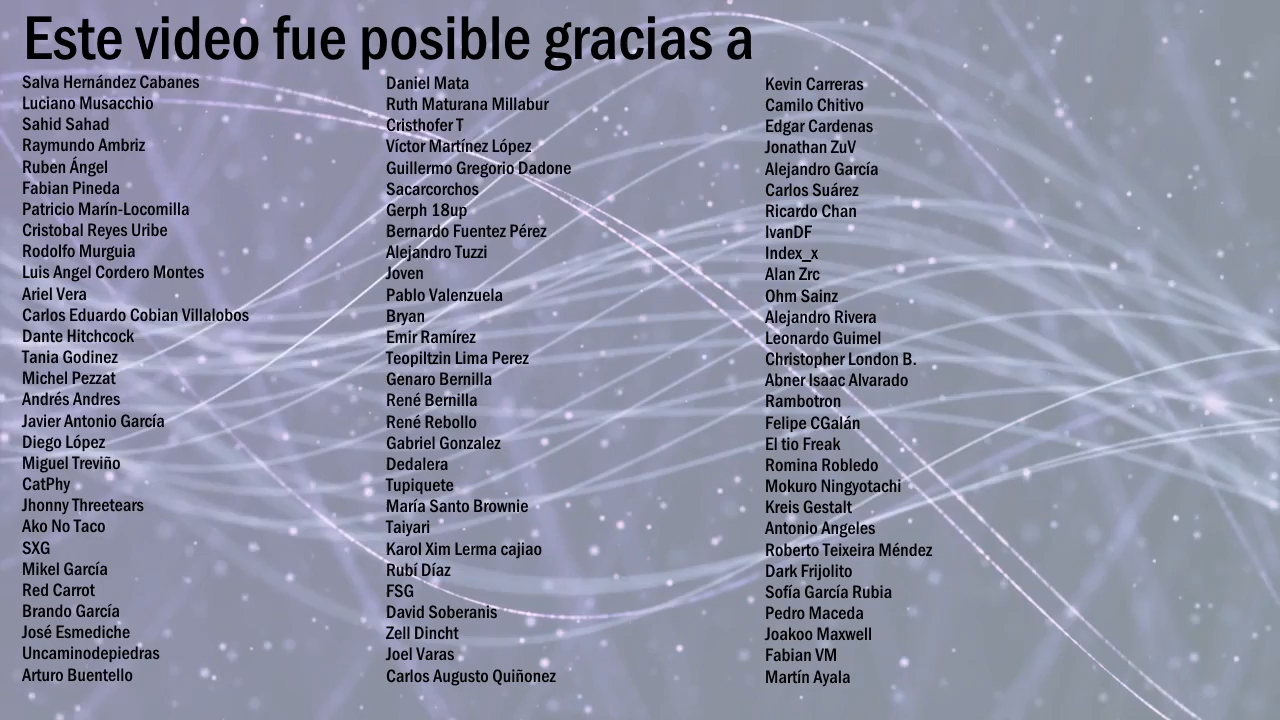 Este video fue posible gracias a
Salva Hernández Cabanes
Luciano Musacchio
Sahid Sahad
Raymundo Ambriz
Ruben Ángel
Fabian Pineda
Patricio Marín-Locomilla
Cristobal Reyes Uribe
Rodolfo Murguia
Luis Angel Cordero Montes
Ariel Vera
Carlos Eduardo Cobian Villalobos
Dante Hitchcock
Tania Godinez
Michel Pezzat
Andrés Andres
Javier Antonio García
Diego López
Miguel Treviño
CatPhy
Jhonny Threetears
Ako No Taco
SXG
Mikel García
Red Carrot
Brando García
José Esmediche
Uncaminodepiedras
Arturo Buentello
Daniel Mata
Ruth Maturana Millabur
Cristhofer T
Víctor Martínez López
Guillermo Gregorio Dadone
Sacarcorchos
Gerph 18up
Bernardo Fuentez Pérez
Alejandro Tuzzi
Joven
Pablo Valenzuela
Bryan
Emir Ramírez
Teopiltzin Lima Perez
Genaro Bernilla
René Bernilla
René Rebollo
Gabriel Gonzalez
Dedalera
Tupiquete
María Santo Brownie
Taiyari
Karol Xim Lerma cajiao
Rubí Díaz
FSG
David Soberanis
Zell Dincht
Joel Varas
Carlos Augusto Quiñonez
Kevin Carreras
Camilo Chitivo
Edgar Cardenas
Jonathan ZuV
Alejandro García
Carlos Suárez
Ricardo Chan
IvanDF
Index_x
Alan Zrc
Ohm Sainz
Alejandro Rivera
Leonardo Guimel
Christopher London B.
Abner Isaac Alvarado
Rambotron
Felipe CGalán
El tio Freak
Romina Robledo
Mokuro Ningyotachi
Kreis Gestalt
Antonio Angeles
Roberto Teixeira Méndez
Dark Frijolito
Sofía García Rubia
Pedro Maceda
Joakoo Maxwell
Fabian VM
Martín Ayala